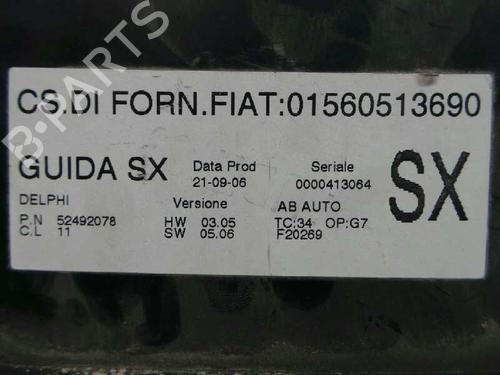 B-PARTS
CS.DI FORN.FIAT:01560513690
GUIDA SX Data Prod Seriale SX
21-09-06 0000413064
DELPHI Versione AB AUTO
P.N 52492078 HW 03.05 TC:34 OP:G7
C.L 11 SW 05.06 F20269